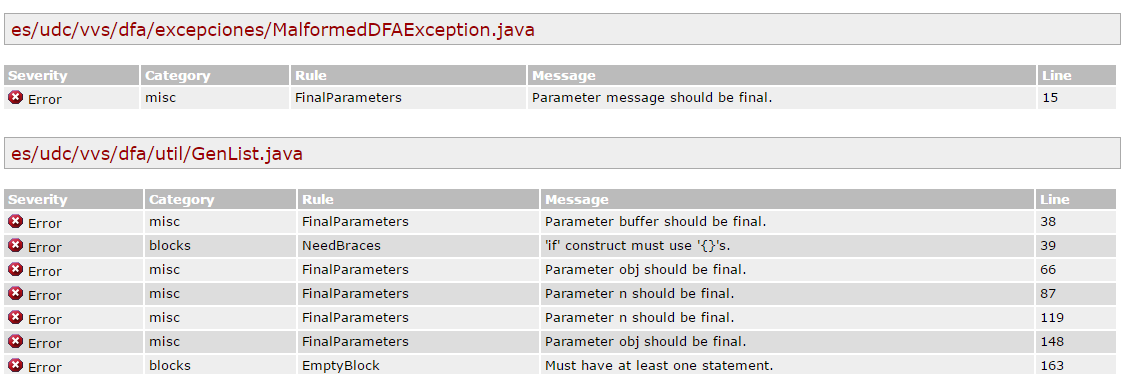 es/udc/vvs/dfa/excepciones/MalformedDFAException.java
Severity Category Rule Message Line
Error misc FinalParameters Parameter message should be final. 15
es/udc/vvs/dfa/util/GenList.java
Severity Category Rule Message Line
Error misc FinalParameters Parameter buffer should be final. 38
Error blocks NeedBraces 'if' construct must use '{}'s. 39
Error misc FinalParameters Parameter obj should be final. 66
Error misc FinalParameters Parameter n should be final. 87
Error misc FinalParameters Parameter n should be final. 119
Error misc FinalParameters Parameter obj should be final. 148
Error blocks EmptyBlock Must have at least one statement. 163